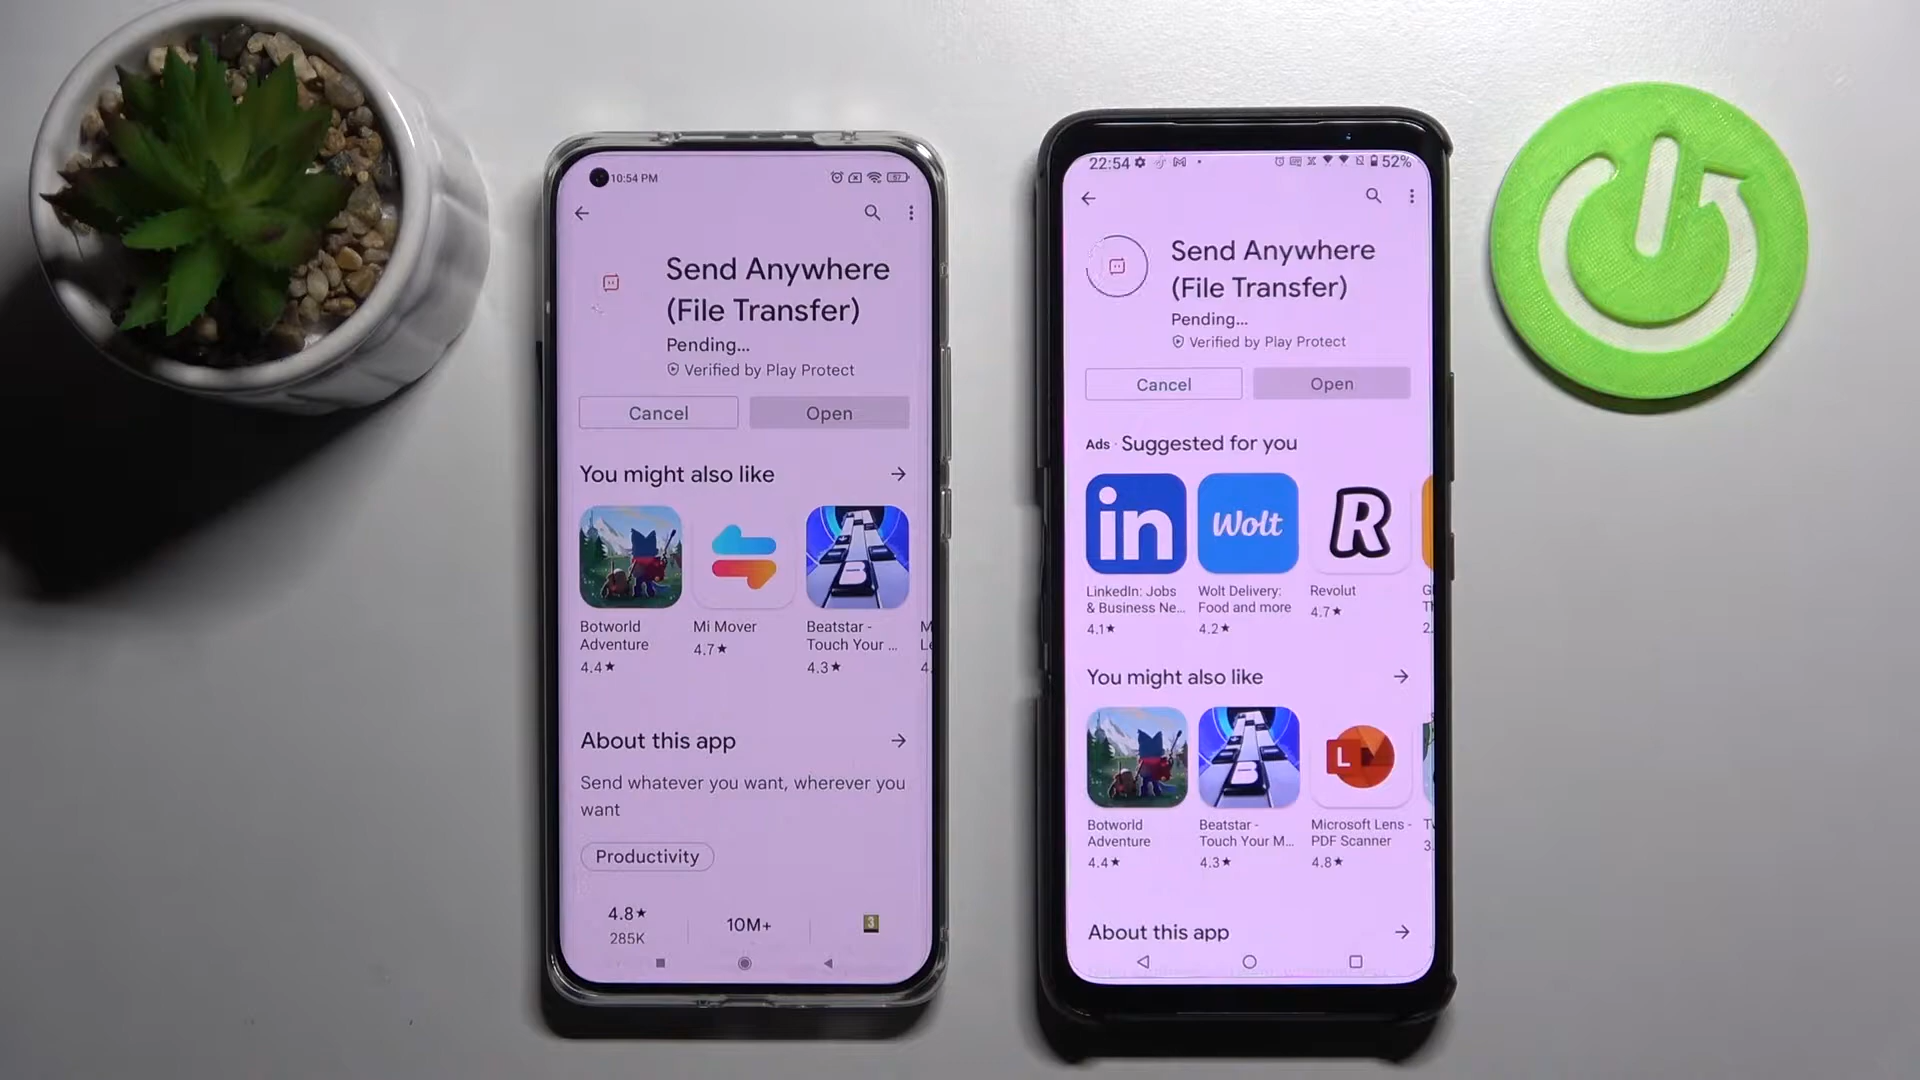 10:54 PM
57
Send Anywhere
(File Transfer)
Pending...
Verified by Play Protect
Cancel
Open
You might also like
B
Botworld
Adventure
4.4★
Mi Mover
4.7★
Beatstar -
Touch Your ...
4.3★
M
L
4.
About this app
Send whatever you want, wherever you
want
Productivity
4.8★
285K
10M+
3
22:54
52%
Send Anywhere
(File Transfer)
Pending...
Verified by Play Protect
Cancel
Open
Ads · Suggested for you
in
Wolt
R
LinkedIn: Jobs
& Business Ne...
4.1★
Wolt Delivery:
Food and more
4.2★
Revolut
4.7★
G
2.
You might also like
B
L
Botworld
Adventure
4.4★
Beatstar -
Touch Your M...
4.3★
Microsoft Lens -
PDF Scanner
4.8★
3.
About this app